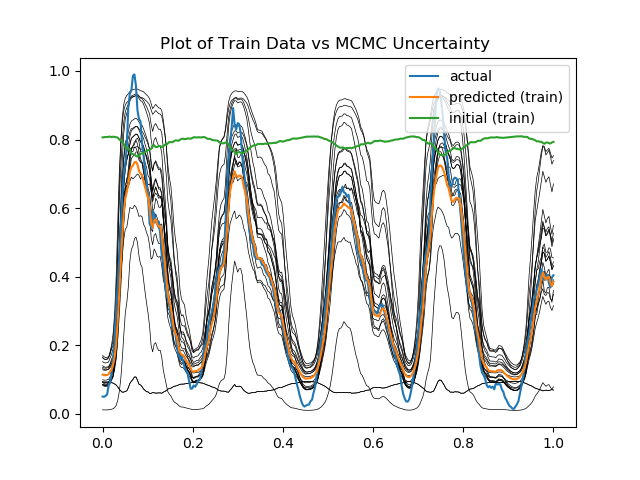 Plot of Train Data vs MCMC Uncertainty
actual
predicted (train)
initial (train)
1.0
0.8
0.6
0.4
0.2
0.0
0.0 0.2 0.4 0.6 0.8 1.0